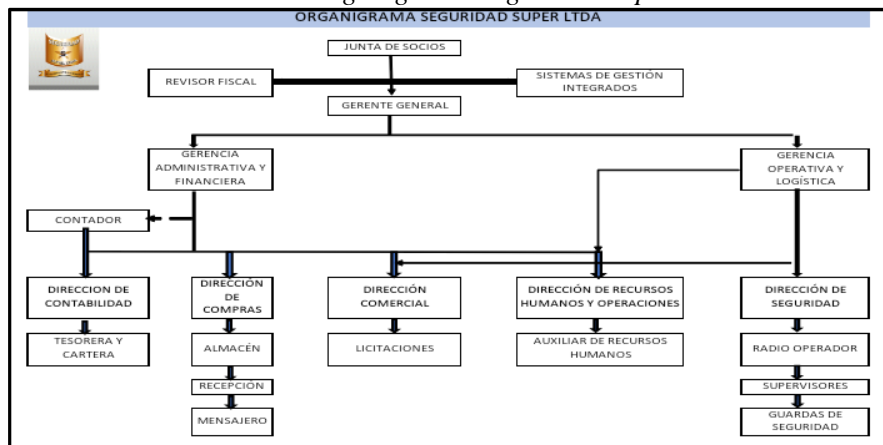 ORGANIGRAMA SEGURIDAD SUPER LTDA
JUNTA DE SOCIOS
REVISOR FISCAL
SISTEMAS DE GESTIÓN
INTEGRADOS
GERENTE GENERAL
GERENCIA
ADMINISTRATIVA Y
FINANCIERA
GERENCIA
OPERATIVA Y
LOGÍSTICA
CONTADOR
DIRECCION DE
CONTABILIDAD
DIRECCIÓN
DE
COMPRAS
DIRECCIÓN
COMERCIAL
DIRECCIÓN DE RECURSOS
HUMANOS Y OPERACIONES
DIRECCIÓN DE
SEGURIDAD
TESORERA Y
CARTERA
ALMACÉN
LICITACIONES
AUXILIAR DE RECURSOS
HUMANOS
RADIO OPERADOR
RECEPCIÓN
SUPERVISORES
MENSAJERO
GUARDAS DE
SEGURIDAD